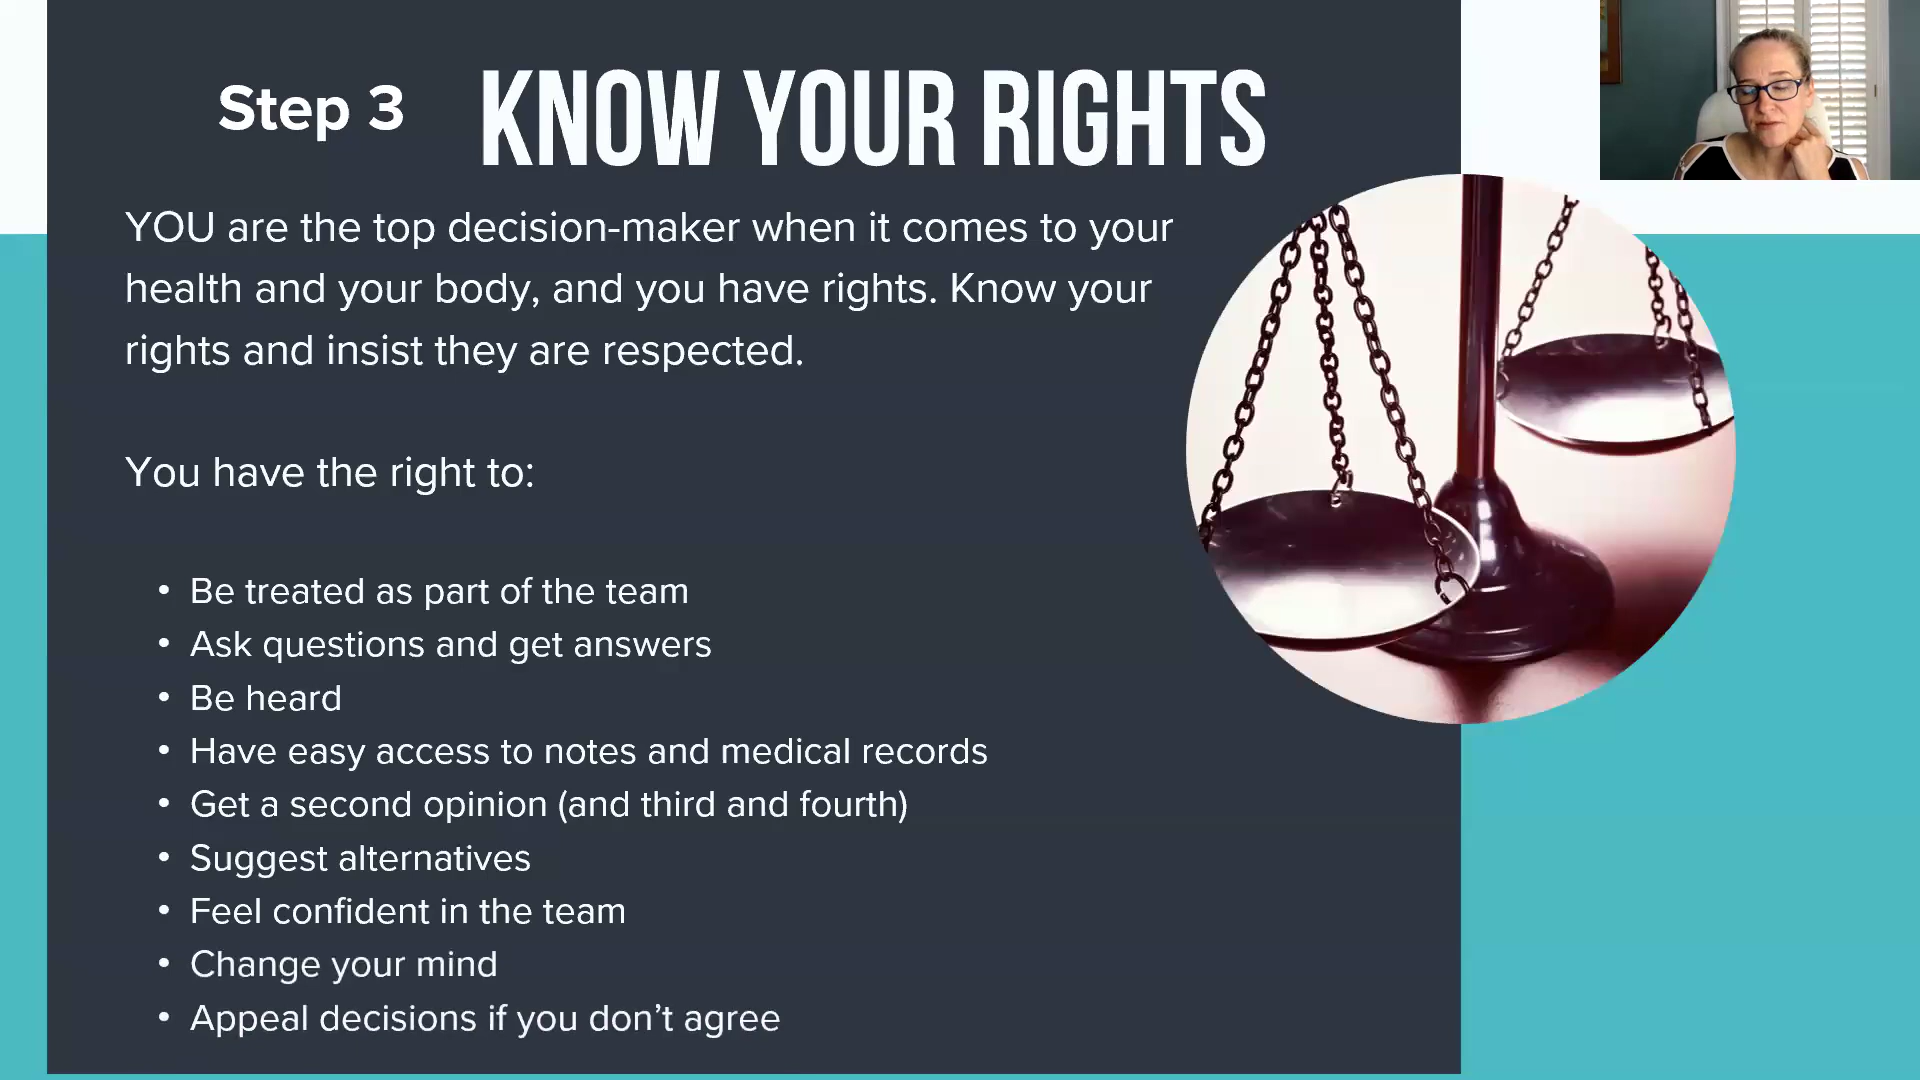 Step 3 KNOW YOUR RIGHTS
YOU are the top decision-maker when it comes to your
health and your body, and you have rights. Know your
rights and insist they are respected.
You have the right to:
• Be treated as part of the team
• Ask questions and get answers
• Be heard
• Have easy access to notes and medical records
• Get a second opinion (and third and fourth)
• Suggest alternatives
• Feel confident in the team
• Change your mind
• Appeal decisions if you don’t agree